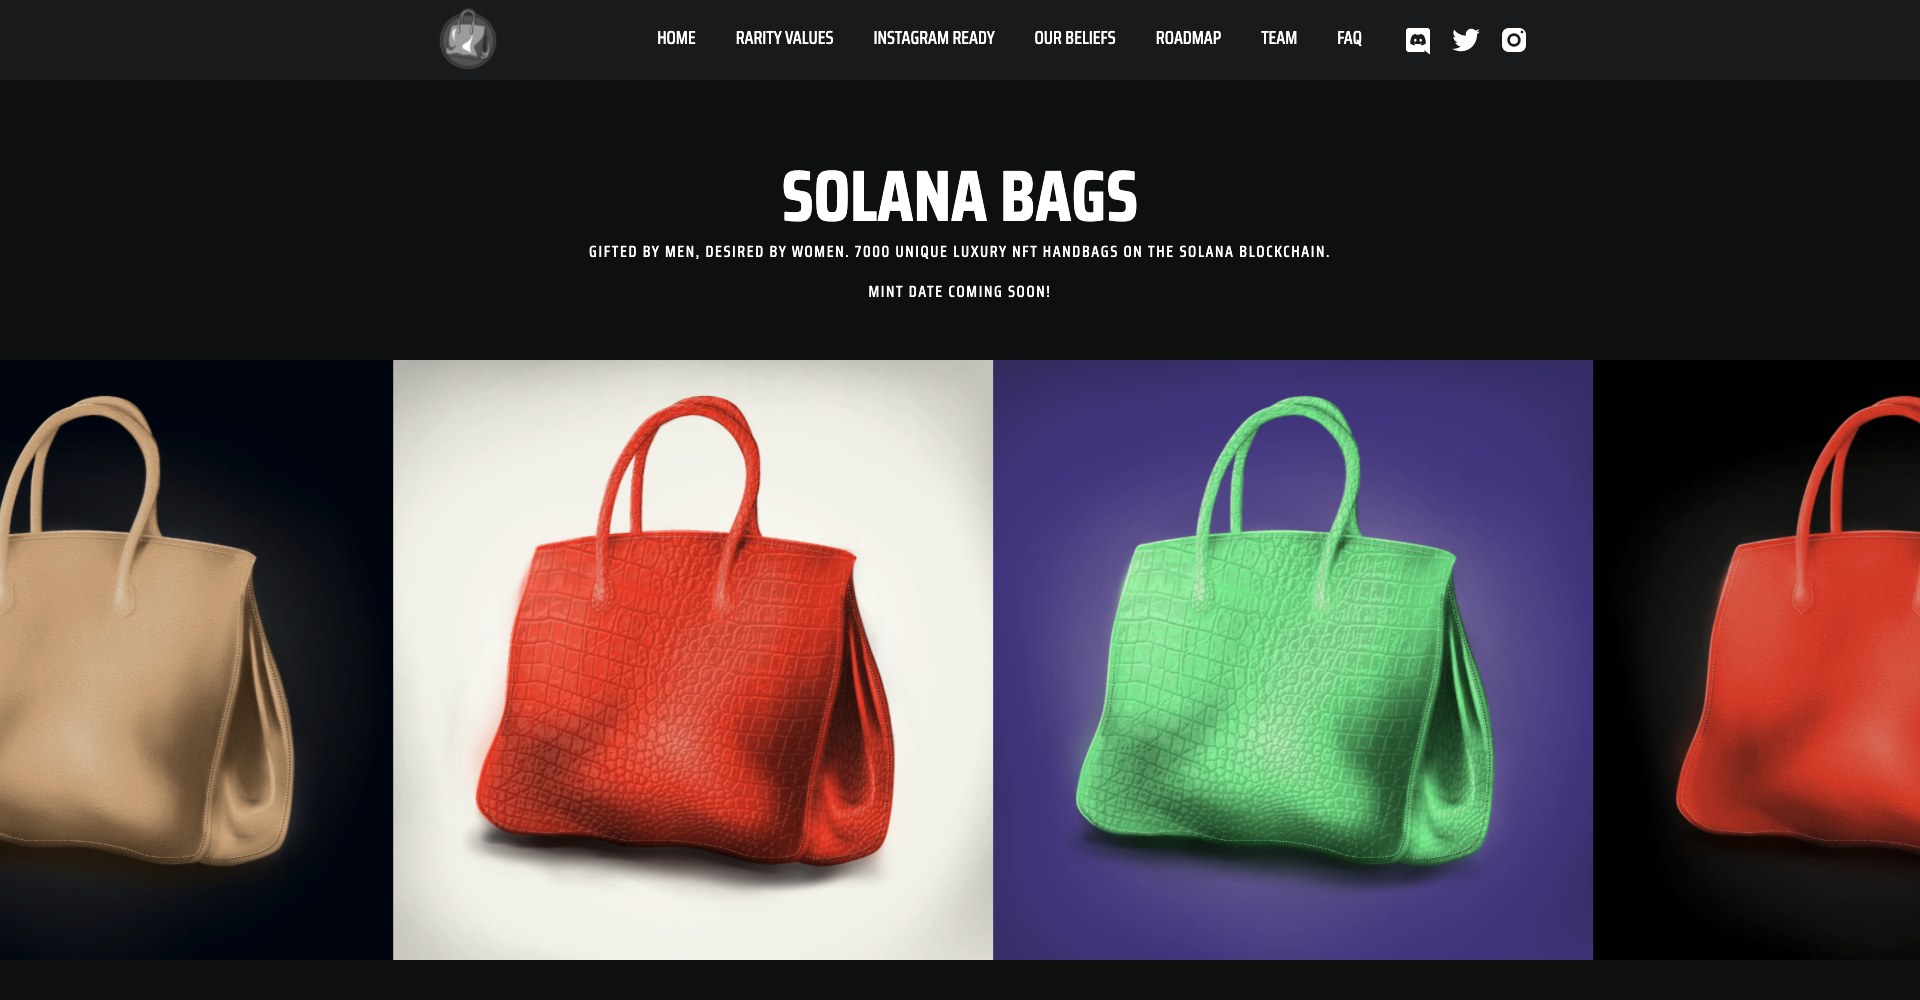 HOME RARITY VALUES INSTAGRAM READY OUR BELIEFS ROADMAP TEAM FAQ
SOLANA BAGS
GIFTED BY MEN, DESIRED BY WOMEN. 7000 UNIQUE LUXURY NFT HANDBAGS ON THE SOLANA BLOCKCHAIN.
MINT DATE COMING SOON!